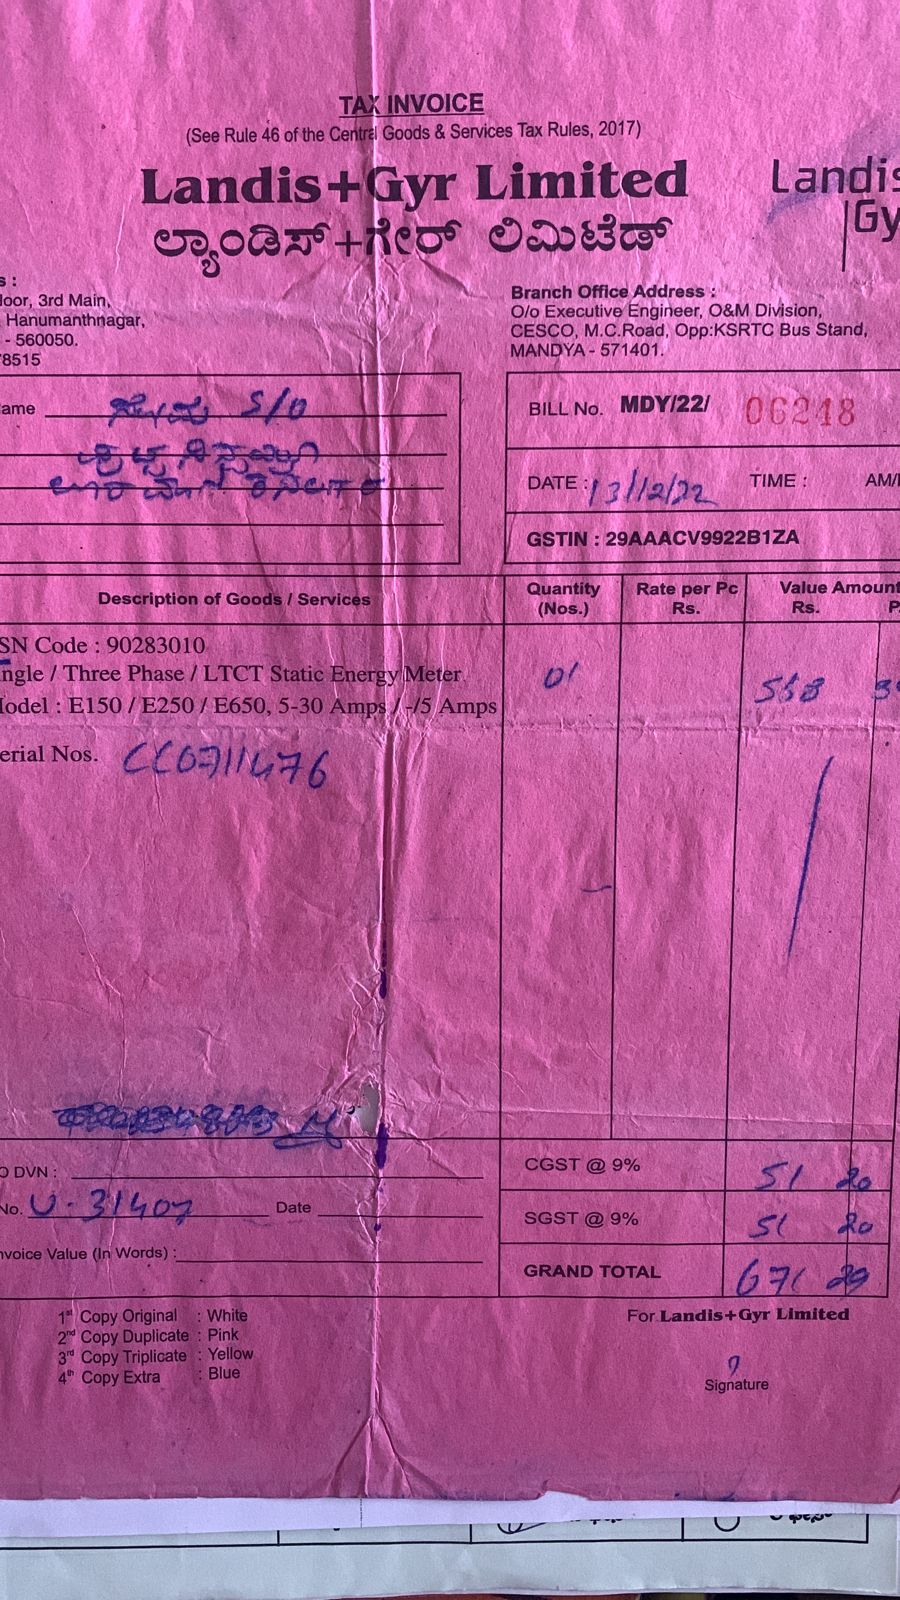 TAX INVOICE
(See Rule 46 of the Central Goods & Services Tax Rules, 2017)
Landis+Gyr Limited
Landis
Gy
ಲ್ಯಾಂಡಿಸ್+ಗೇರ್ ಲಿಮಿಟೆಡ್
s :
loor, 3rd Main,
Hanumanthnagar,
- 560050.
78515
Branch Office Address :
O/o Executive Engineer, O&M Division,
CESCO, M.C.Road, Opp:KSRTC Bus Stand,
MANDYA - 571401.
ame S/O
BILL No. MDY/22/ 06248
DATE : 13/12/22 TIME : AM/
GSTIN : 29AAACV9922B1ZA
Description of Goods / Services Quantity (Nos.) Rate per Pc Rs. Value Amount Rs. P
SN Code : 90283010
ngle / Three Phase / LTCT Static Energy Meter 01 568
odel : E150 / E250 / E650, 5-30 Amps / -/5 Amps
erial Nos. CC0711476
CGST @ 9% 51 20
O DVN :
No. U-31407 Date
SGST @ 9% 51 20
nvoice Value (In Words) :
GRAND TOTAL 671 29
1st Copy Original : White
2nd Copy Duplicate : Pink
3rd Copy Triplicate : Yellow
4th Copy Extra : Blue
For Landis+Gyr Limited
Signature